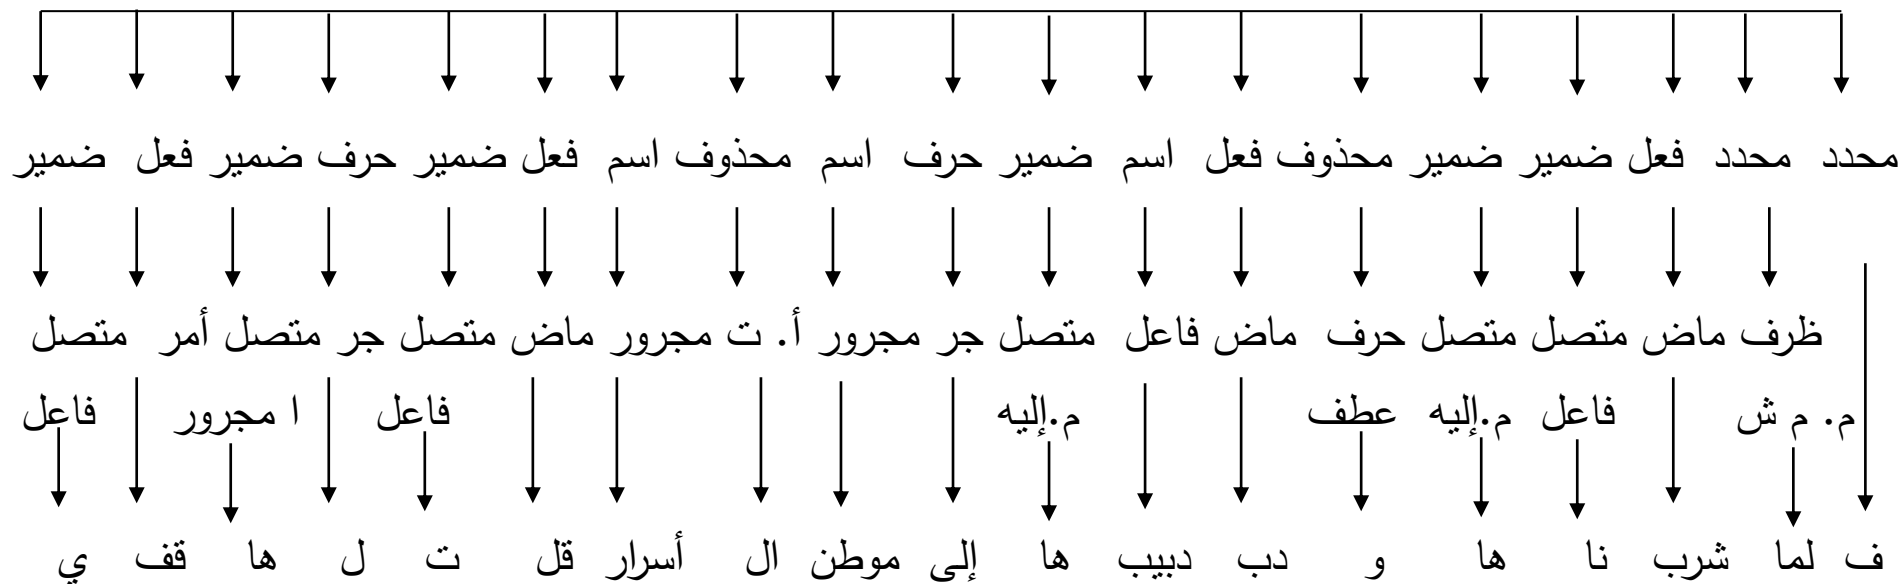 محدد محدد فعل ضمير ضمير محذوف فعل اسم ضمير حرف اسم محذوف اسم فعل ضمير حرف ضمير فعل ضمير
ظرف ماض متصل متصل حرف ماض فاعل متصل جر مجرور أ. ت مجرور ماض متصل جر متصل أمر متصل
م. م ش فاعل م.إليه عطف م.إليه فاعل ا مجرور فاعل
ف لما شرب نا ها و دب دبيب ها إلى موطن ال أسرار قل ت ل ها قف ي